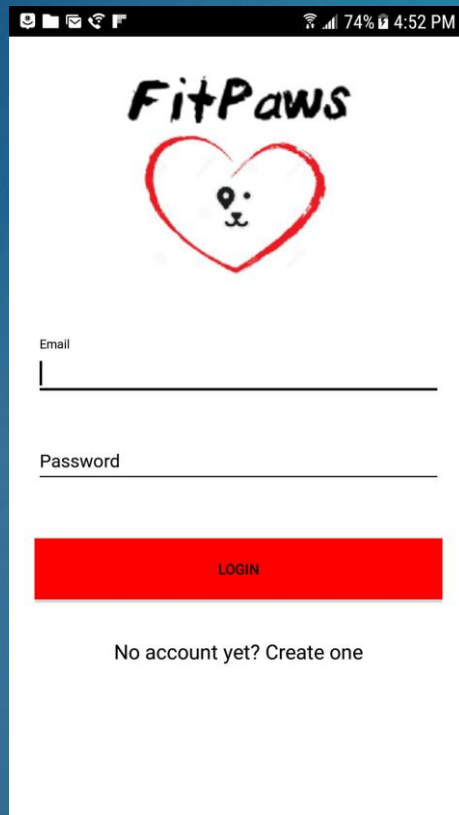 74% 4:52 PM
FitPaws
Email
Password
LOGIN
No account yet? Create one